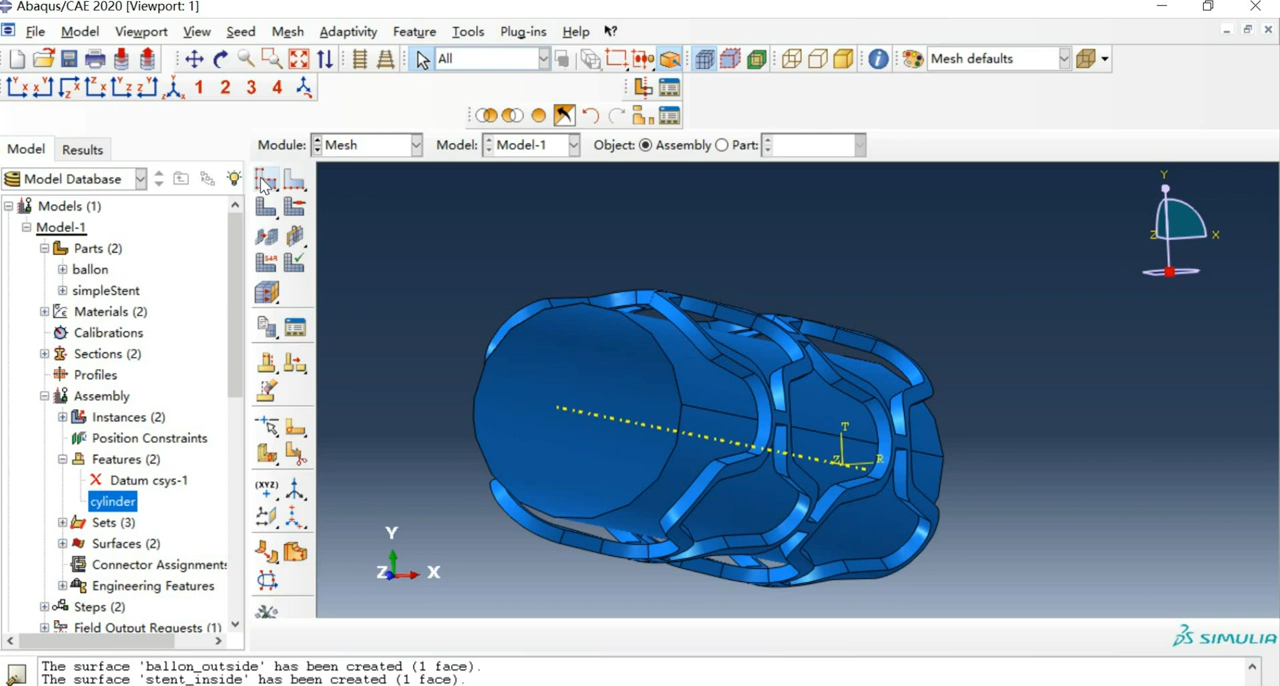 Abaqus/CAE 2020 [Viewport: 1]
File Model Viewport View Seed Mesh Adaptivity Feature Tools Plug-ins Help
All
Mesh defaults
1 2 3 4
Model Results
Module: Mesh Model: Model-1 Object: Assembly Part:
Model Database
Models (1)
Model-1
Parts (2)
ballon
simpleStent
Materials (2)
Calibrations
Sections (2)
Profiles
Assembly
Instances (2)
Position Constraints
Features (2)
Datum csys-1
cylinder
Sets (3)
Surfaces (2)
Connector Assignments
Engineering Features
Steps (2)
Field Output Requests (1)
(XYZ)
Y
Z X
T
Z R
Y
Z X
SIMULIA
The surface 'ballon_outside' has been created (1 face).
The surface 'stent_inside' has been created (1 face).